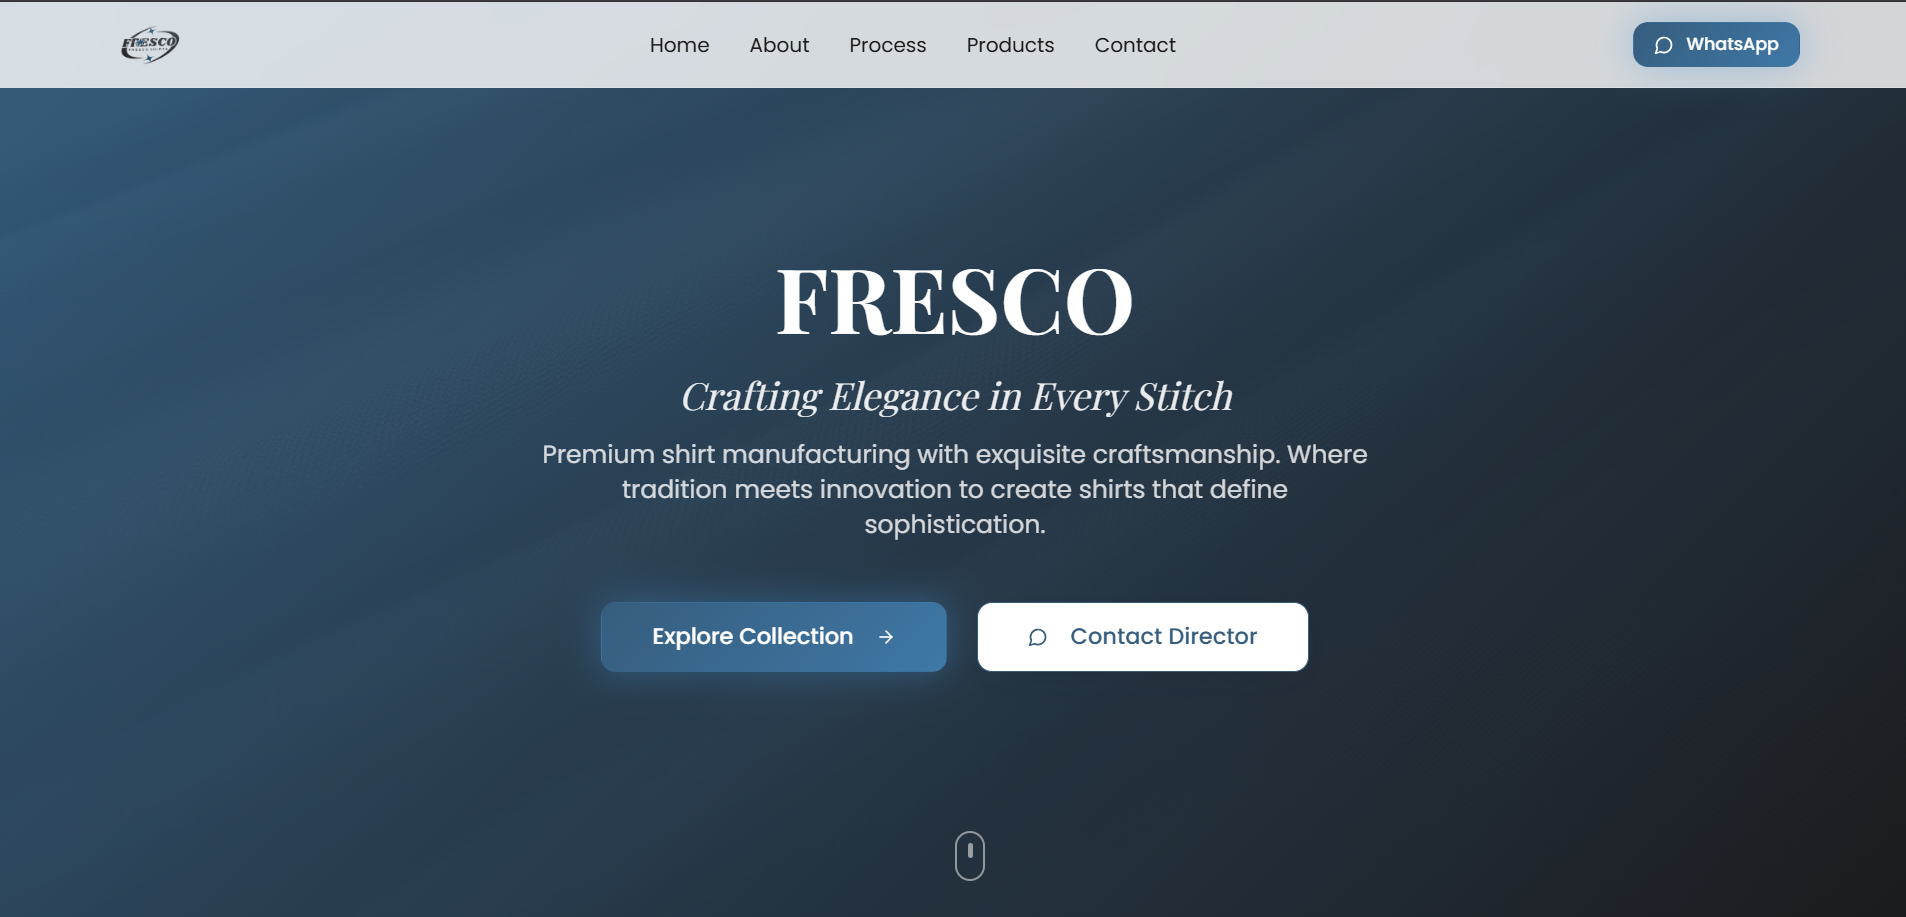 FRESCO
Home
About
Process
Products
Contact
WhatsApp
FRESCO
Crafting Elegance in Every Stitch
Premium shirt manufacturing with exquisite craftsmanship. Where
tradition meets innovation to create shirts that define
sophistication.
Explore Collection
Contact Director